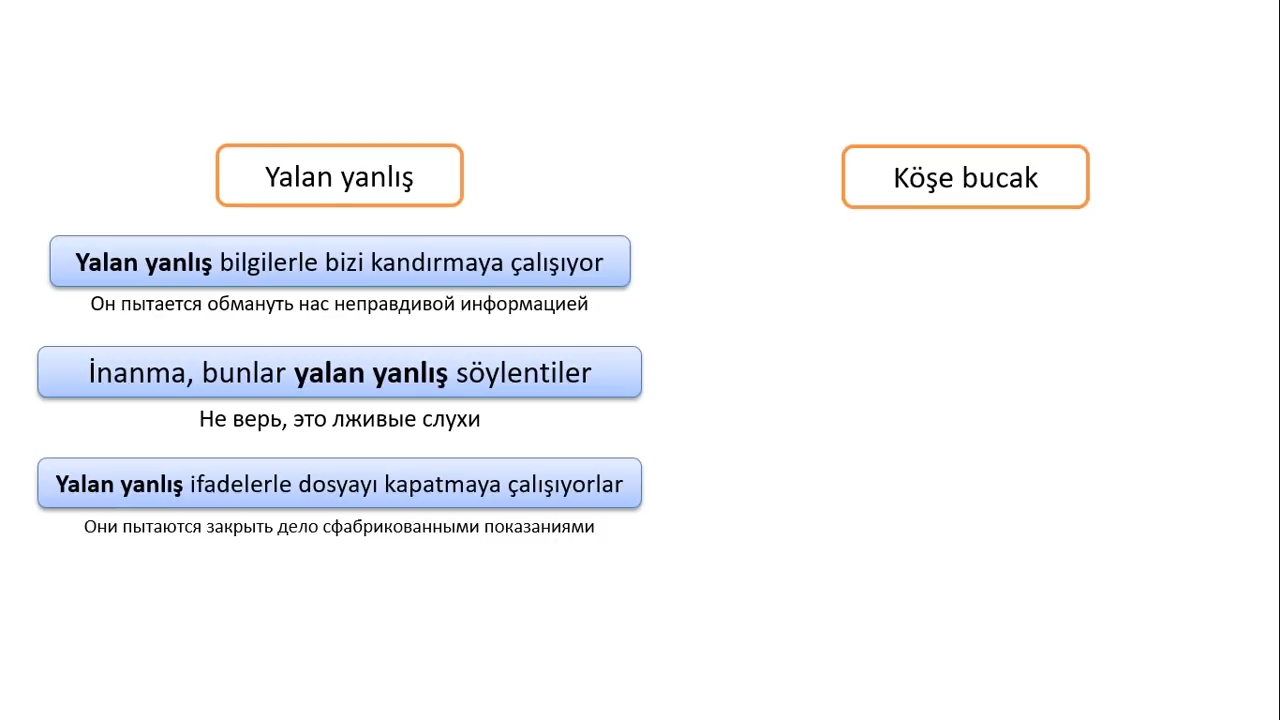 Yalan yanlış
Köşe bucak
Yalan yanlış bilgilerle bizi kandırmaya çalışıyor
Он пытается обмануть нас неправдивой информацией
İnanma, bunlar yalan yanlış söylentiler
Не верь, это лживые слухи
Yalan yanlış ifadelerle dosyayı kapatmaya çalışıyorlar
Они пытаются закрыть дело сфабрикованными показаниями